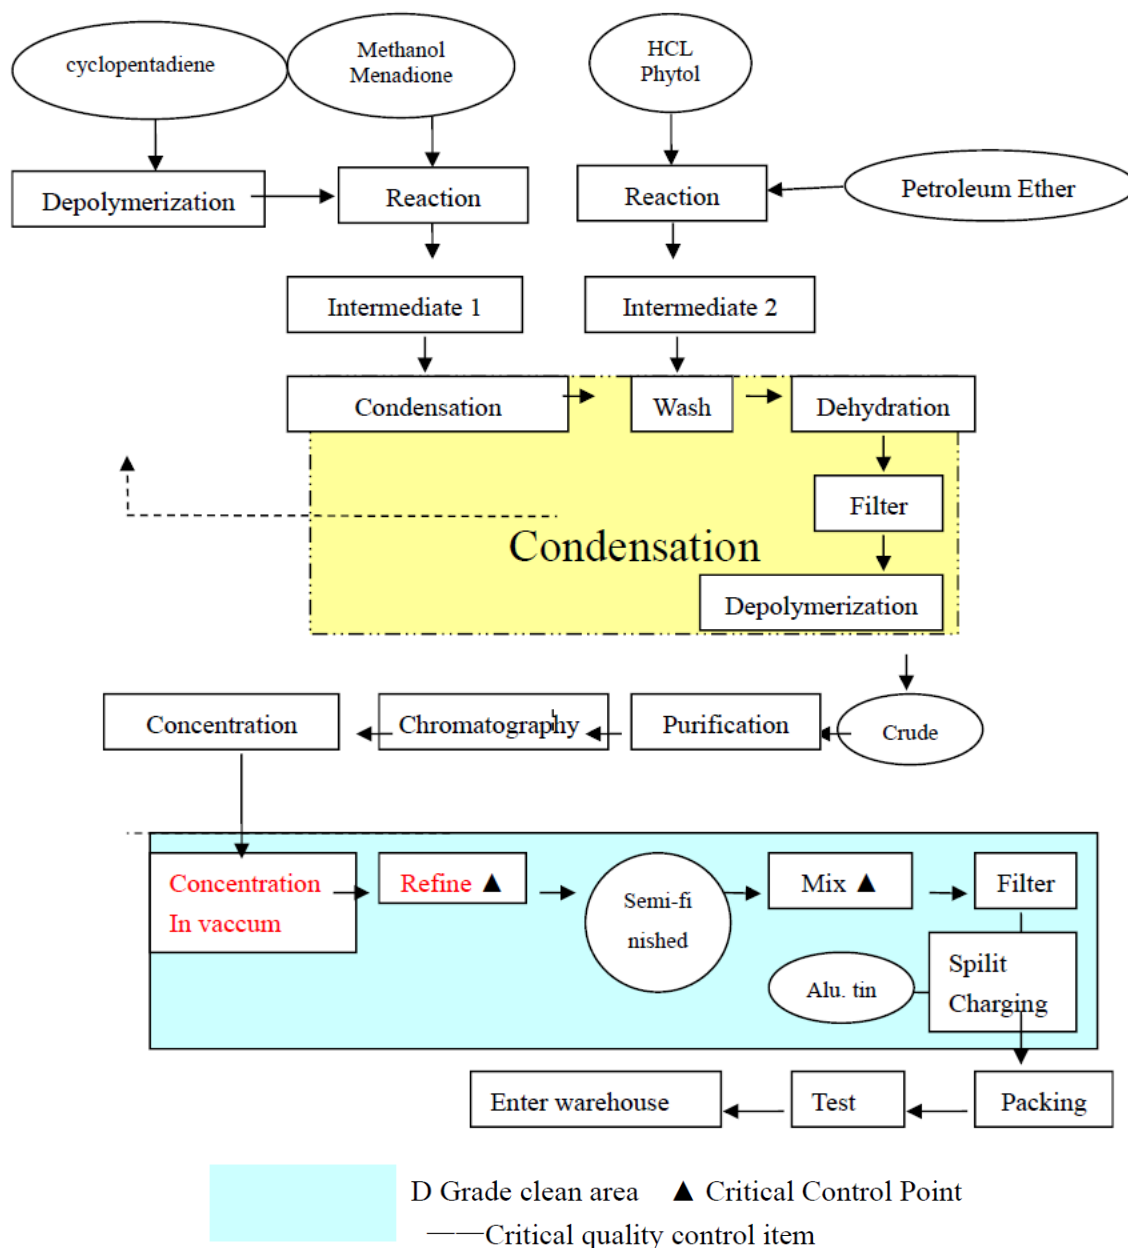 cyclopentadiene
Methanol
Menadione
HCL
Phytol
Depolymerization
Reaction
Reaction
Petroleum Ether
Intermediate 1
Intermediate 2
Condensation
Wash
Dehydration
Filter
Condensation
Depolymerization
Concentration
Chromatography
Purification
Crude
Concentration
In vaccum
Refine ▲
Semi-fi
nished
Mix ▲
Filter
Alu. tin
Spilit
Charging
Enter warehouse
Test
Packing
D Grade clean area ▲ Critical Control Point
——Critical quality control item